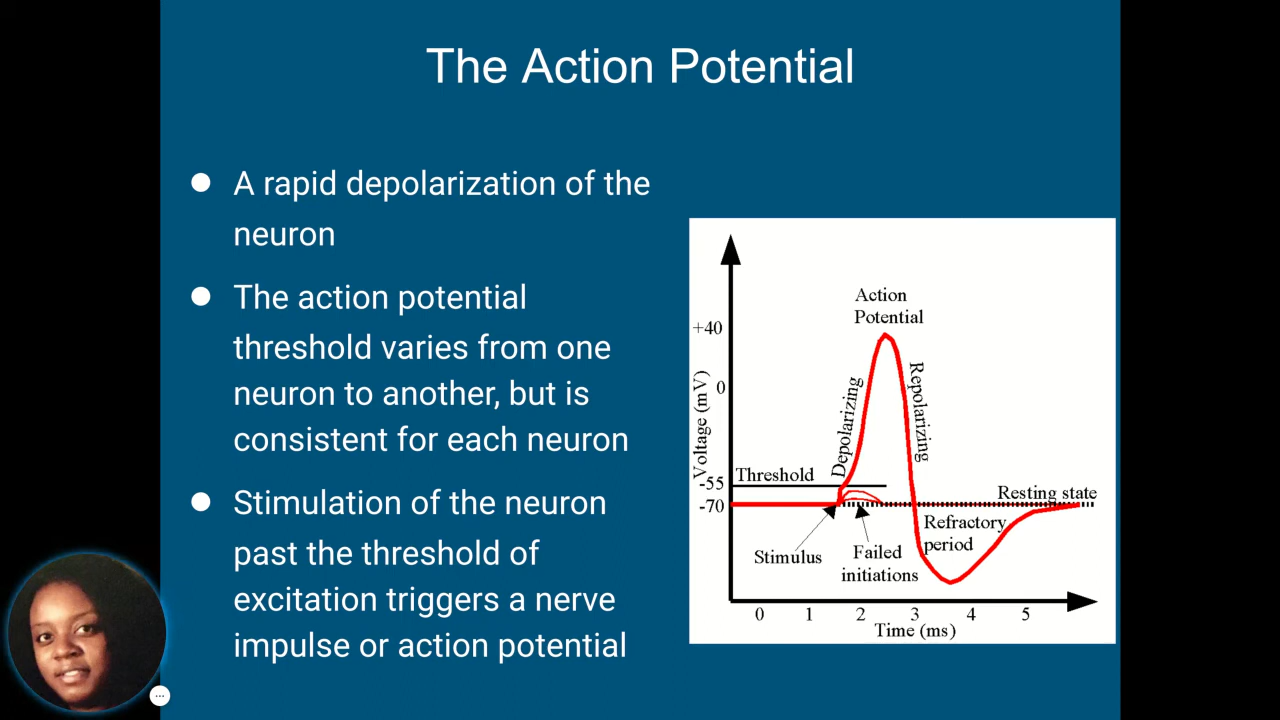 The Action Potential
● A rapid depolarization of the
neuron
● The action potential
threshold varies from one
neuron to another, but is
consistent for each neuron
● Stimulation of the neuron
past the threshold of
excitation triggers a nerve
impulse or action potential
Action
Potential
+40
0
-55
-70
Voltage (mV)
Depolarizing
Repolarizing
Threshold
Resting state
Stimulus
Failed
initiations
Refractory
period
0 1 2 3 4 5
Time (ms)